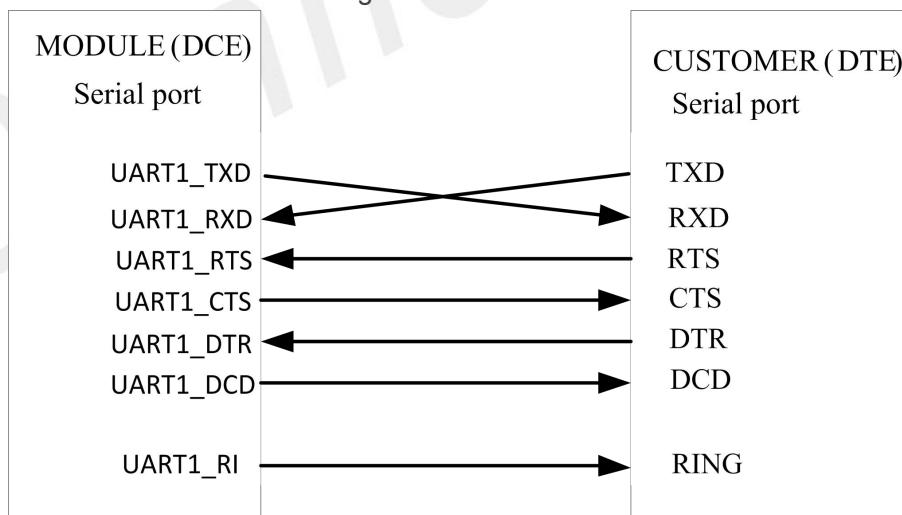 MODULE (DCE)
Serial port
UART1_TXD
UART1_RXD
UART1_RTS
UART1_CTS
UART1_DTR
UART1_DCD
UART1_RI
CUSTOMER (DTE)
Serial port
TXD
RXD
RTS
CTS
DTR
DCD
RING